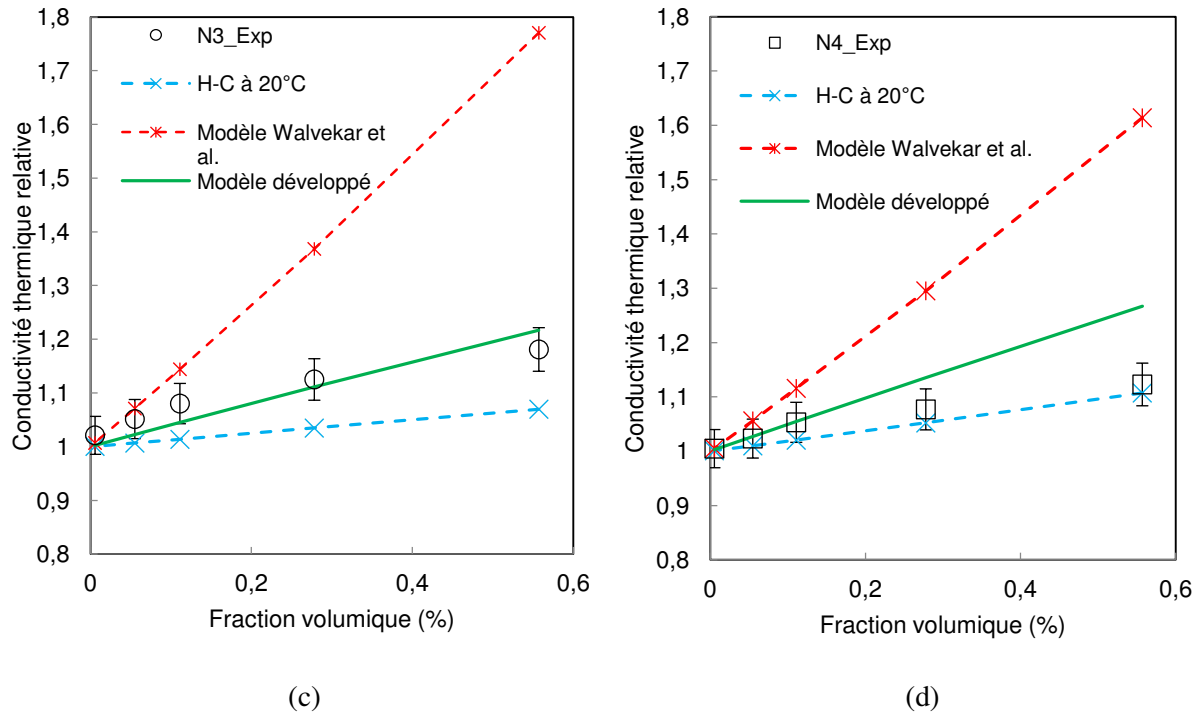 1,8
1,7
1,6
1,5
1,4
1,3
1,2
1,1
1
0,9
0,8
Conductivité thermique relative
N3_Exp
H-C à 20°C
Modèle Walvekar et
al.
Modèle développé
0
0,2
0,4
0,6
Fraction volumique (%)
(c)
1,8
1,7
1,6
1,5
1,4
1,3
1,2
1,1
1
0,9
0,8
Conductivité thermique relative
N4_Exp
H-C à 20°C
Modèle Walvekar et al.
Modèle développé
0
0,2
0,4
0,6
Fraction volumique (%)
(d)